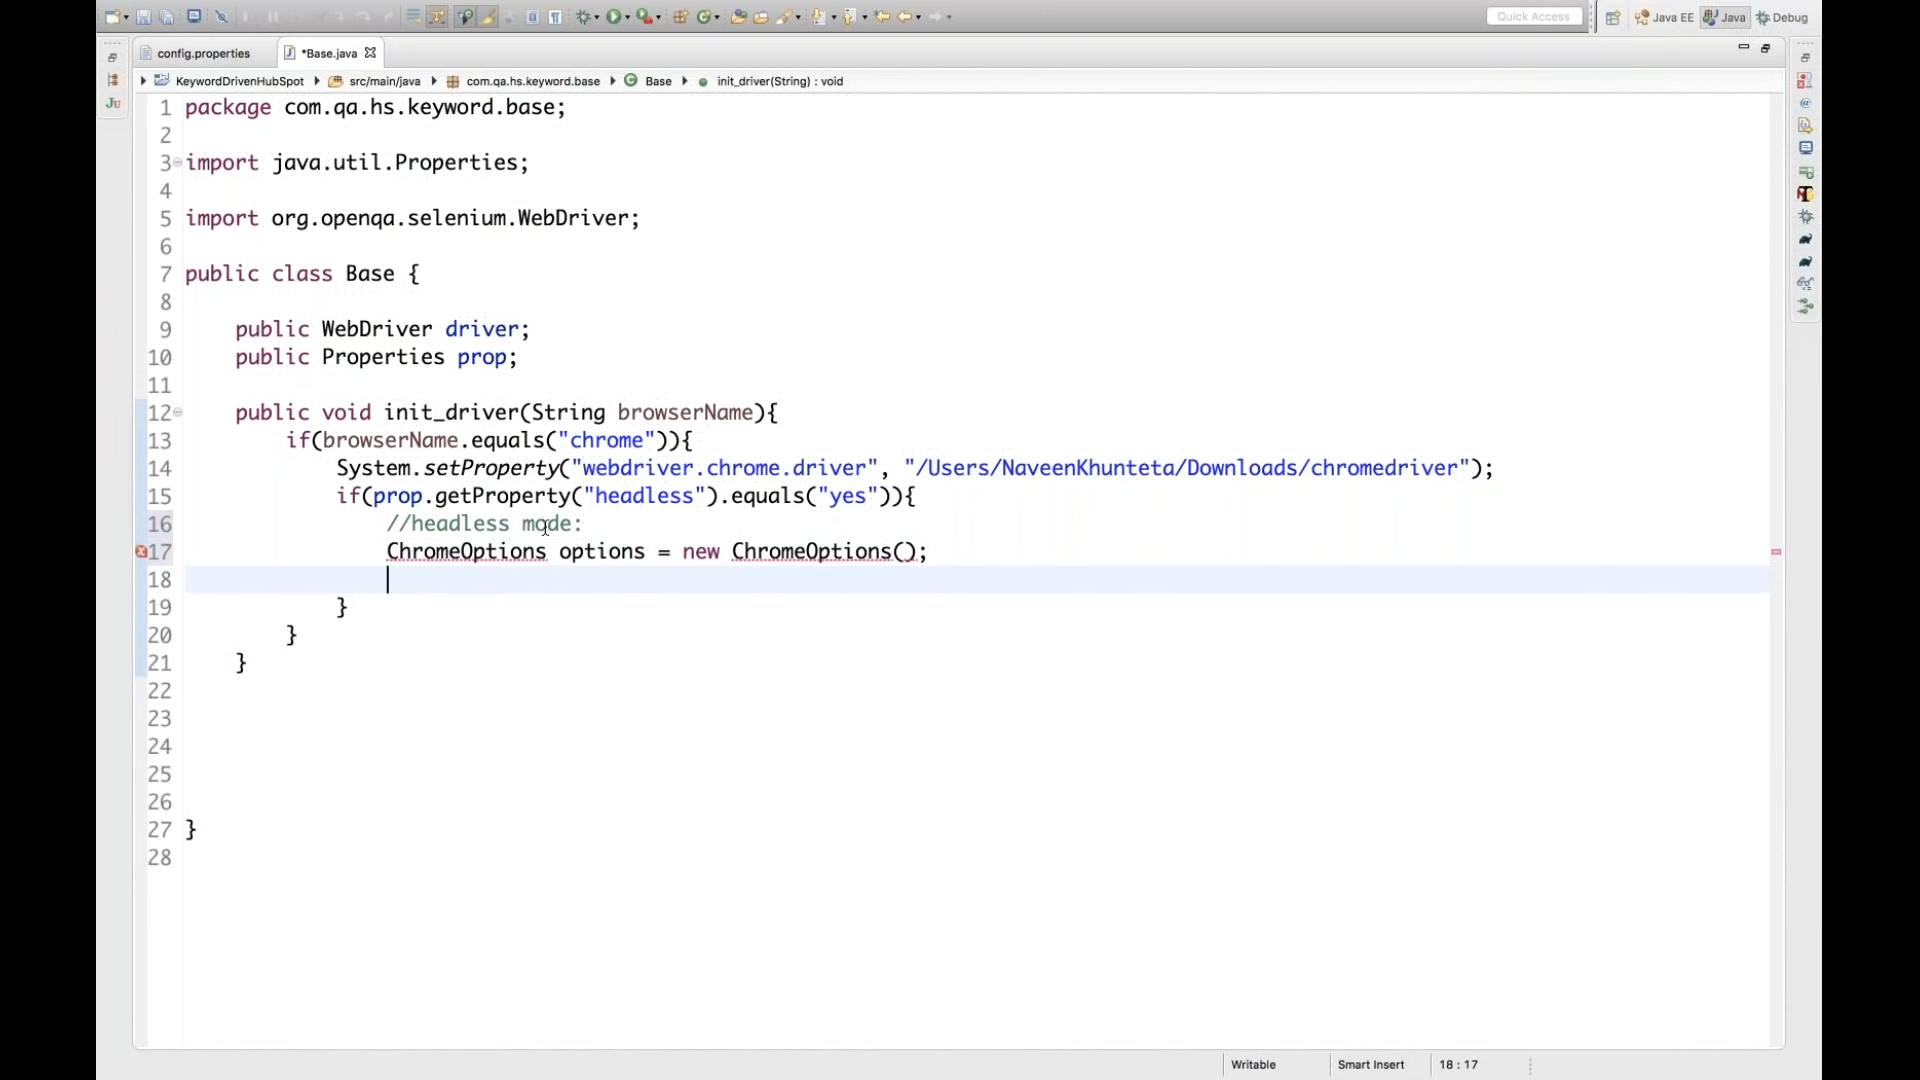 Quick Access
Java EE
Java
Debug
config.properties
*Base.java
KeywordDrivenHubSpot
src/main/java
com.qa.hs.keyword.base
Base
init_driver(String) : void
Ju
1 package com.qa.hs.keyword.base;
2
3 import java.util.Properties;
4
5 import org.openqa.selenium.WebDriver;
6
7 public class Base {
8
9 public WebDriver driver;
10 public Properties prop;
11
12 public void init_driver(String browserName){
13 if(browserName.equals("chrome")){
14 System.setProperty("webdriver.chrome.driver", "/Users/NaveenKhunteta/Downloads/chromedriver");
15 if(prop.getProperty("headless").equals("yes")){
16 //headless mode:
17 ChromeOptions options = new ChromeOptions();
18
19 }
20 }
21 }
22
23
24
25
26
27 }
28
Writable
Smart Insert
18 : 17